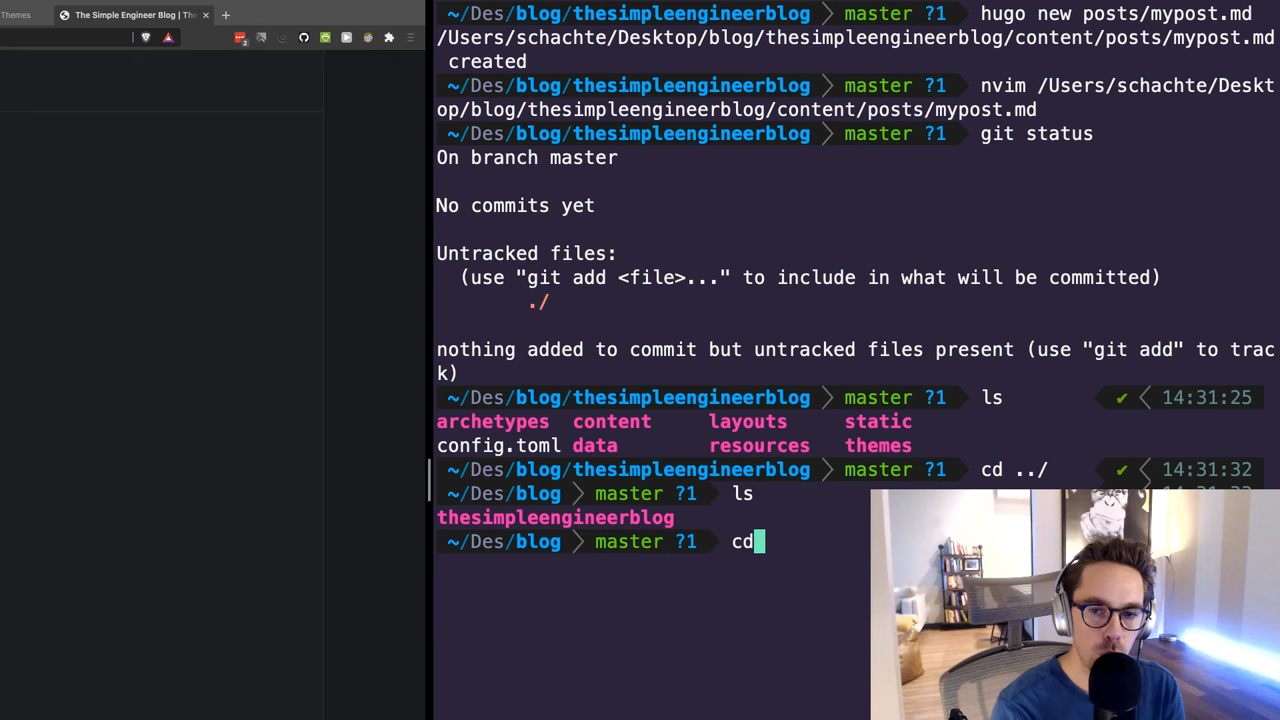 Themes
The Simple Engineer Blog | The
~/Des/blog/thesimpleengineerblog master ?1 hugo new posts/mypost.md
/Users/schachte/Desktop/blog/thesimpleengineerblog/content/posts/mypost.md
created
~/Des/blog/thesimpleengineerblog master ?1 nvim /Users/schachte/Deskt
op/blog/thesimpleengineerblog/content/posts/mypost.md
~/Des/blog/thesimpleengineerblog master ?1 git status
On branch master
No commits yet
Untracked files:
(use "git add <file>..." to include in what will be committed)
./
nothing added to commit but untracked files present (use "git add" to trac
k)
~/Des/blog/thesimpleengineerblog master ?1 ls ✔ 14:31:25
archetypes content layouts static
config.toml data resources themes
~/Des/blog/thesimpleengineerblog master ?1 cd ../ ✔ 14:31:32
~/Des/blog master ?1 ls
thesimpleengineerblog
~/Des/blog master ?1 cd